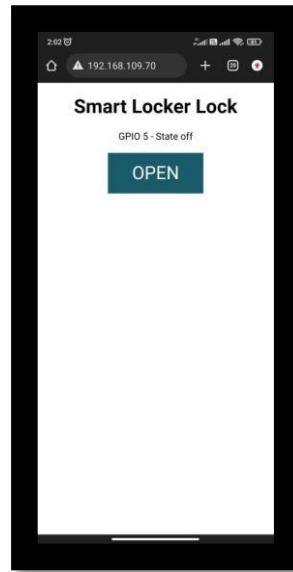 2:02
192.168.109.70
Smart Locker Lock
GPIO 5 - State off
OPEN